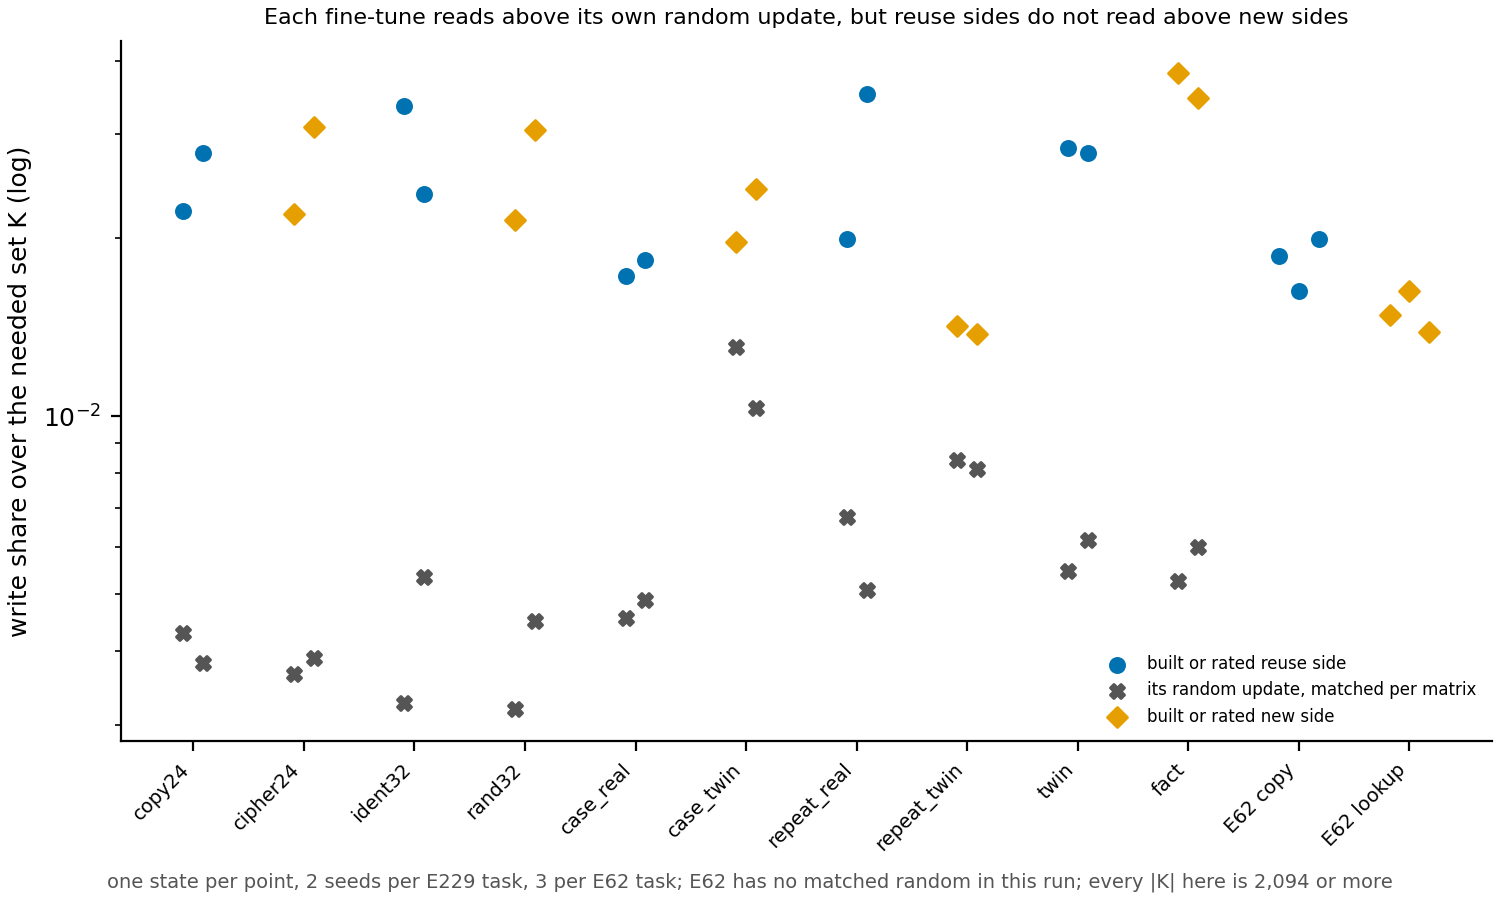 Each fine-tune reads above its own random update, but reuse sides do not read above new sides
write share over the needed set K (log)
10⁻²
built or rated reuse side
its random update, matched per matrix
built or rated new side
copy24
cipher24
ident32
rand32
case_real
case_twin
repeat_real
repeat_twin
twin
fact
E62 copy
E62 lookup
one state per point, 2 seeds per E229 task, 3 per E62 task; E62 has no matched random in this run; every |K| here is 2,094 or more